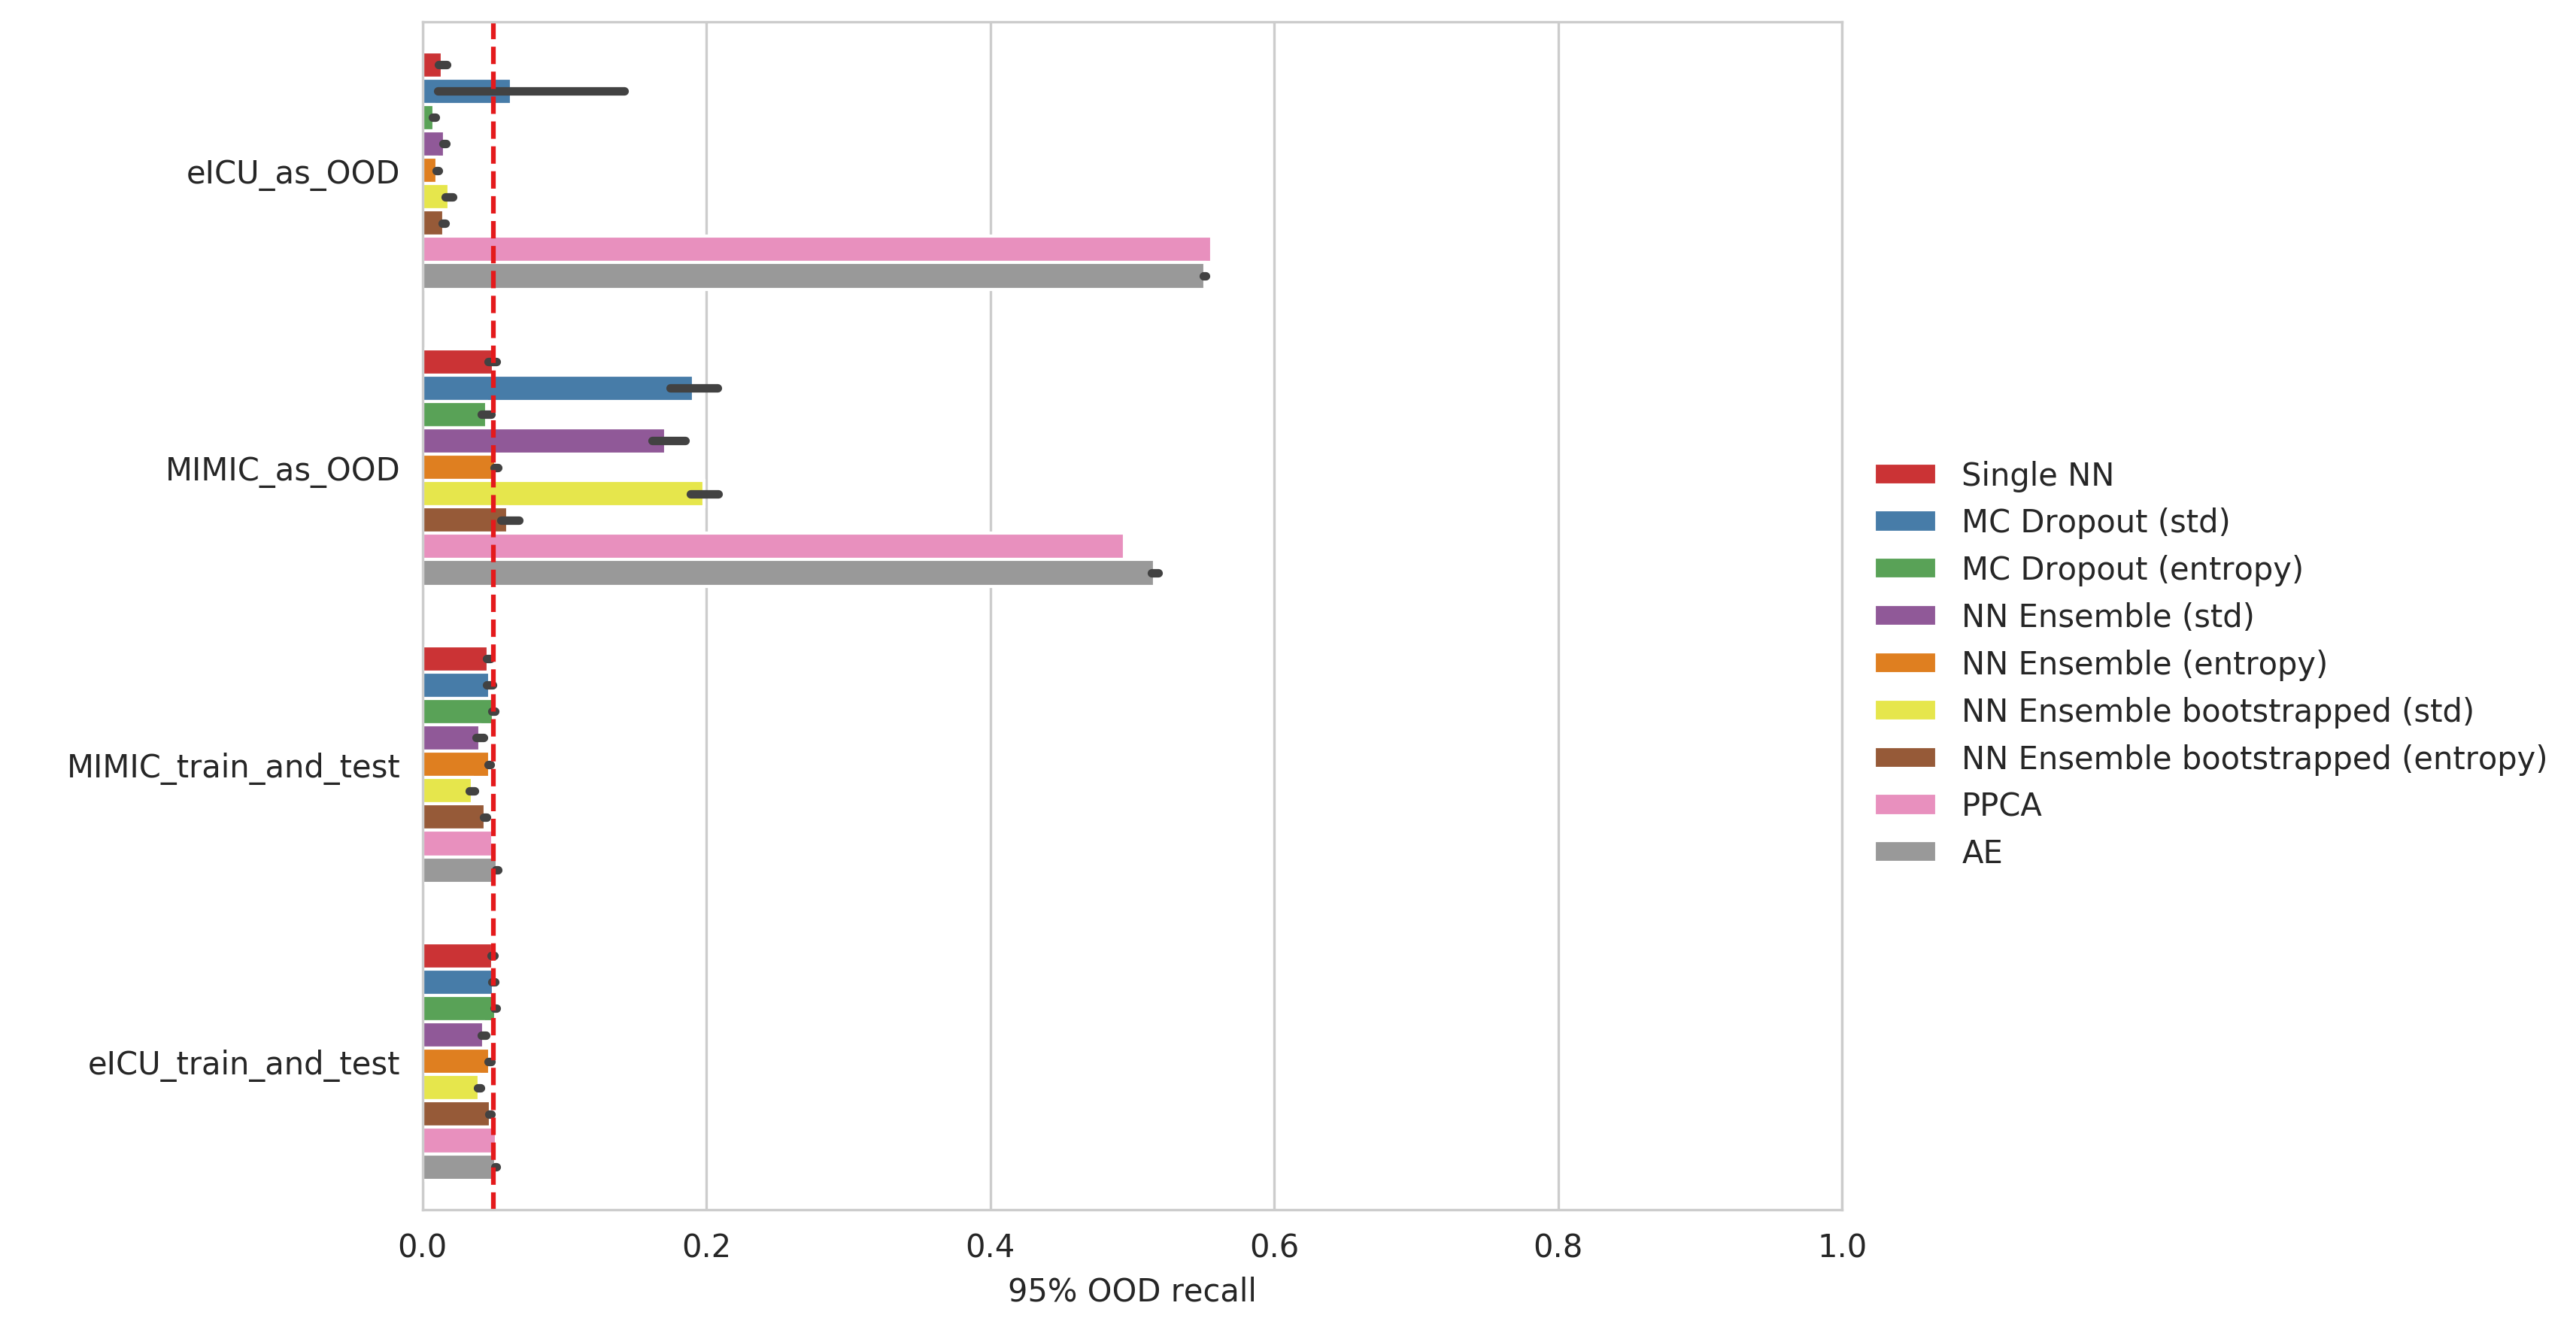 eICU_as_OOD
MIMIC_as_OOD
MIMIC_train_and_test
eICU_train_and_test
0.0
0.2
0.4
0.6
0.8
1.0
95% OOD recall
Single NN
MC Dropout (std)
MC Dropout (entropy)
NN Ensemble (std)
NN Ensemble (entropy)
NN Ensemble bootstrapped (std)
NN Ensemble bootstrapped (entropy)
PPCA
AE